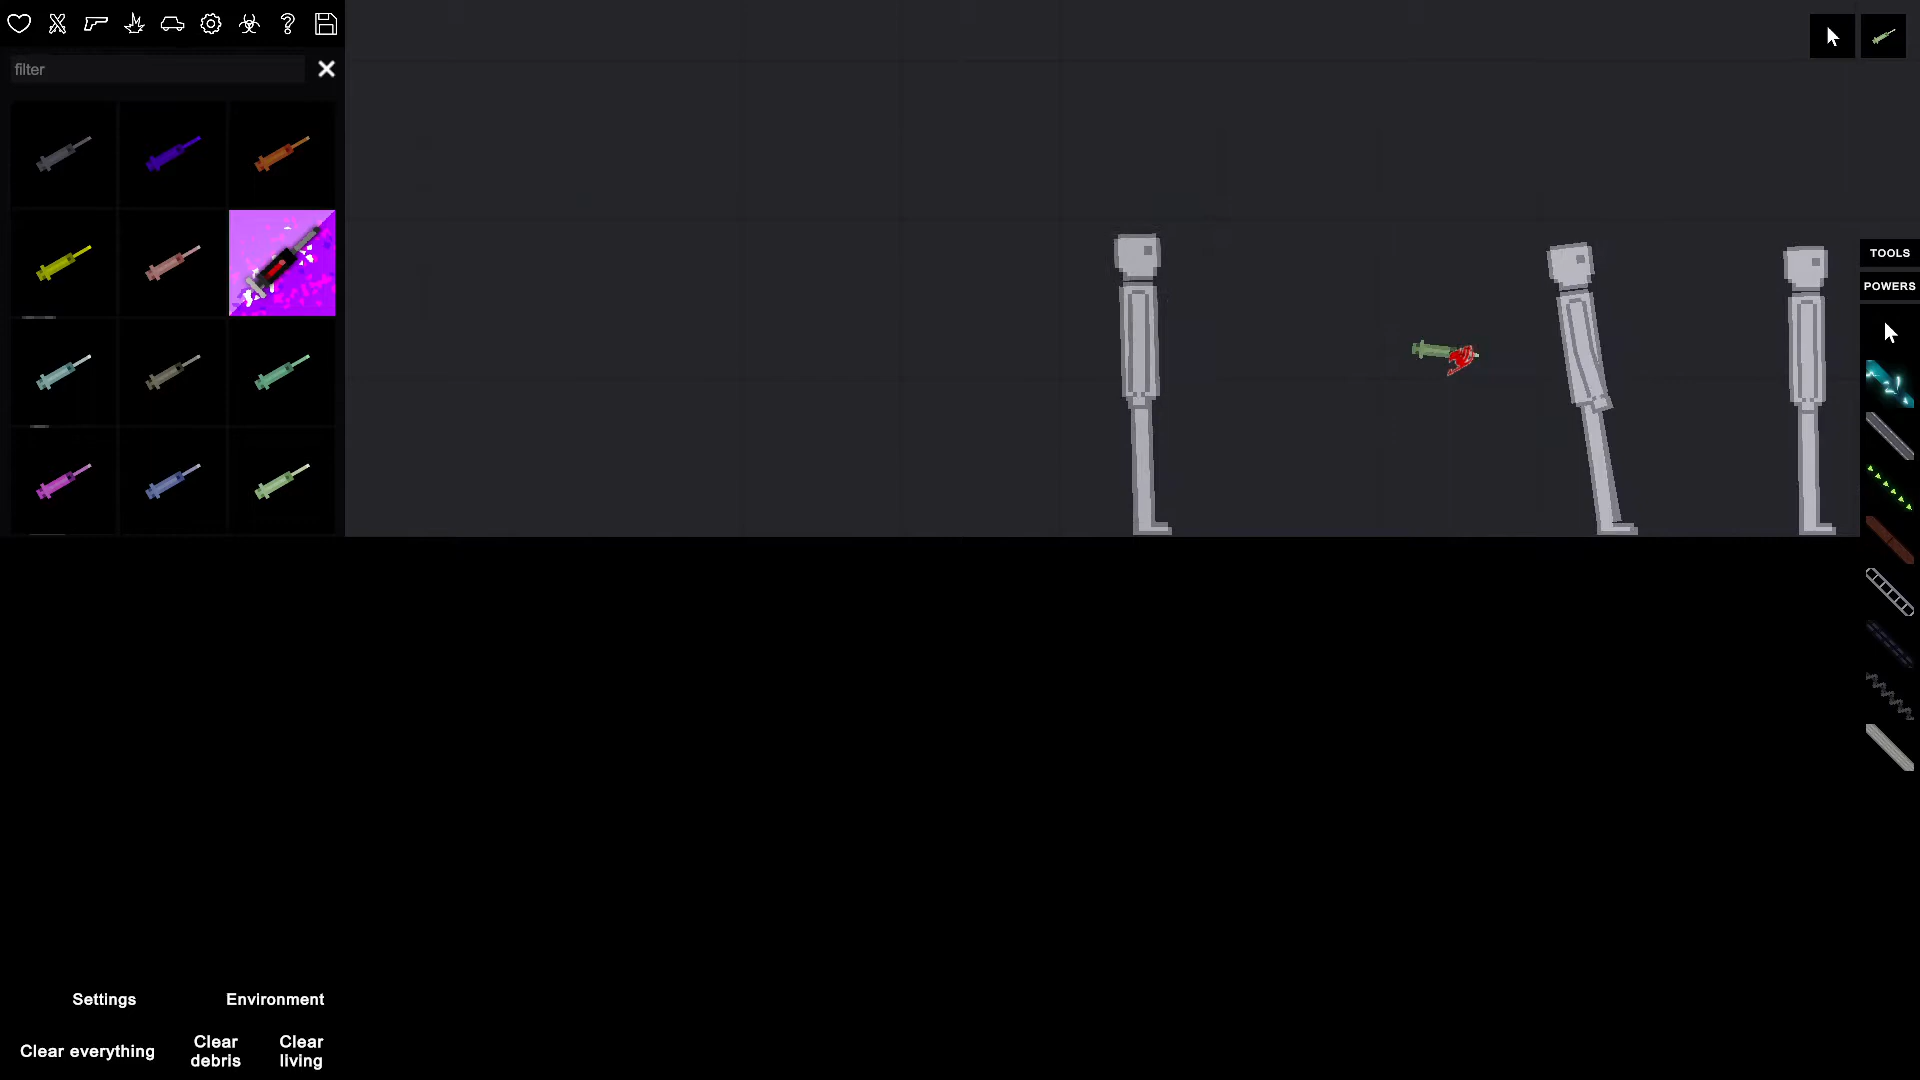 filter
TOOLS
POWERS
Settings
Environment
Clear everything
Clear
debris
Clear
living